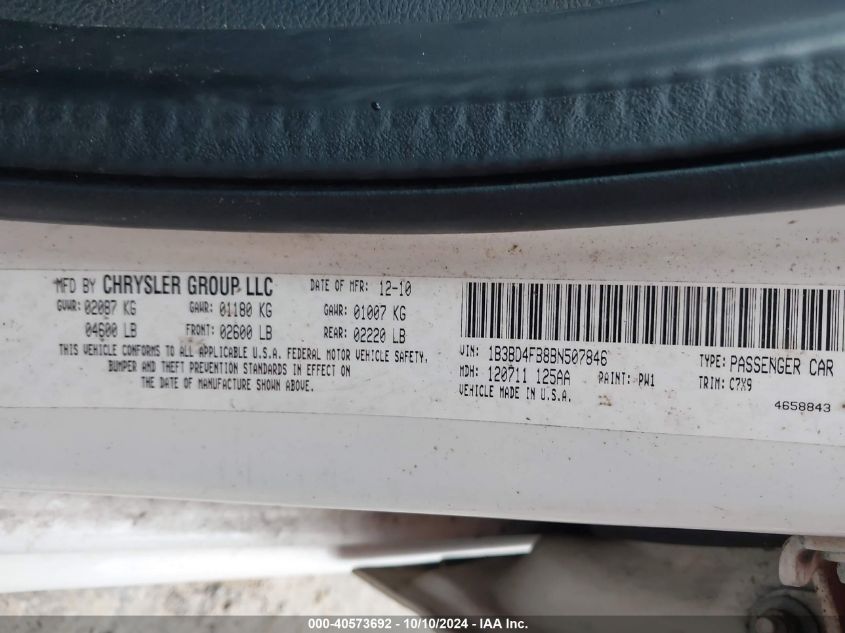 MFD BY CHRYSLER GROUP LLC DATE OF MFR: 12-10
GVWR: 02087 KG GAWR: 01180 KG GAWR: 01007 KG
04600 LB FRONT: 02600 LB REAR: 02220 LB
THIS VEHICLE CONFORMS TO ALL APPLICABLE U.S.A. FEDERAL MOTOR VEHICLE SAFETY,
BUMPER AND THEFT PREVENTION STANDARDS IN EFFECT ON
THE DATE OF MANUFACTURE SHOWN ABOVE.
VIN: 1B3BD4FB8BN507846 TYPE: PASSENGER CAR
MDH: 120711 125AA PAINT: PW1 TRIM: C7X9
VEHICLE MADE IN U.S.A.
4658843
000-40573692 - 10/10/2024 - IAA Inc.